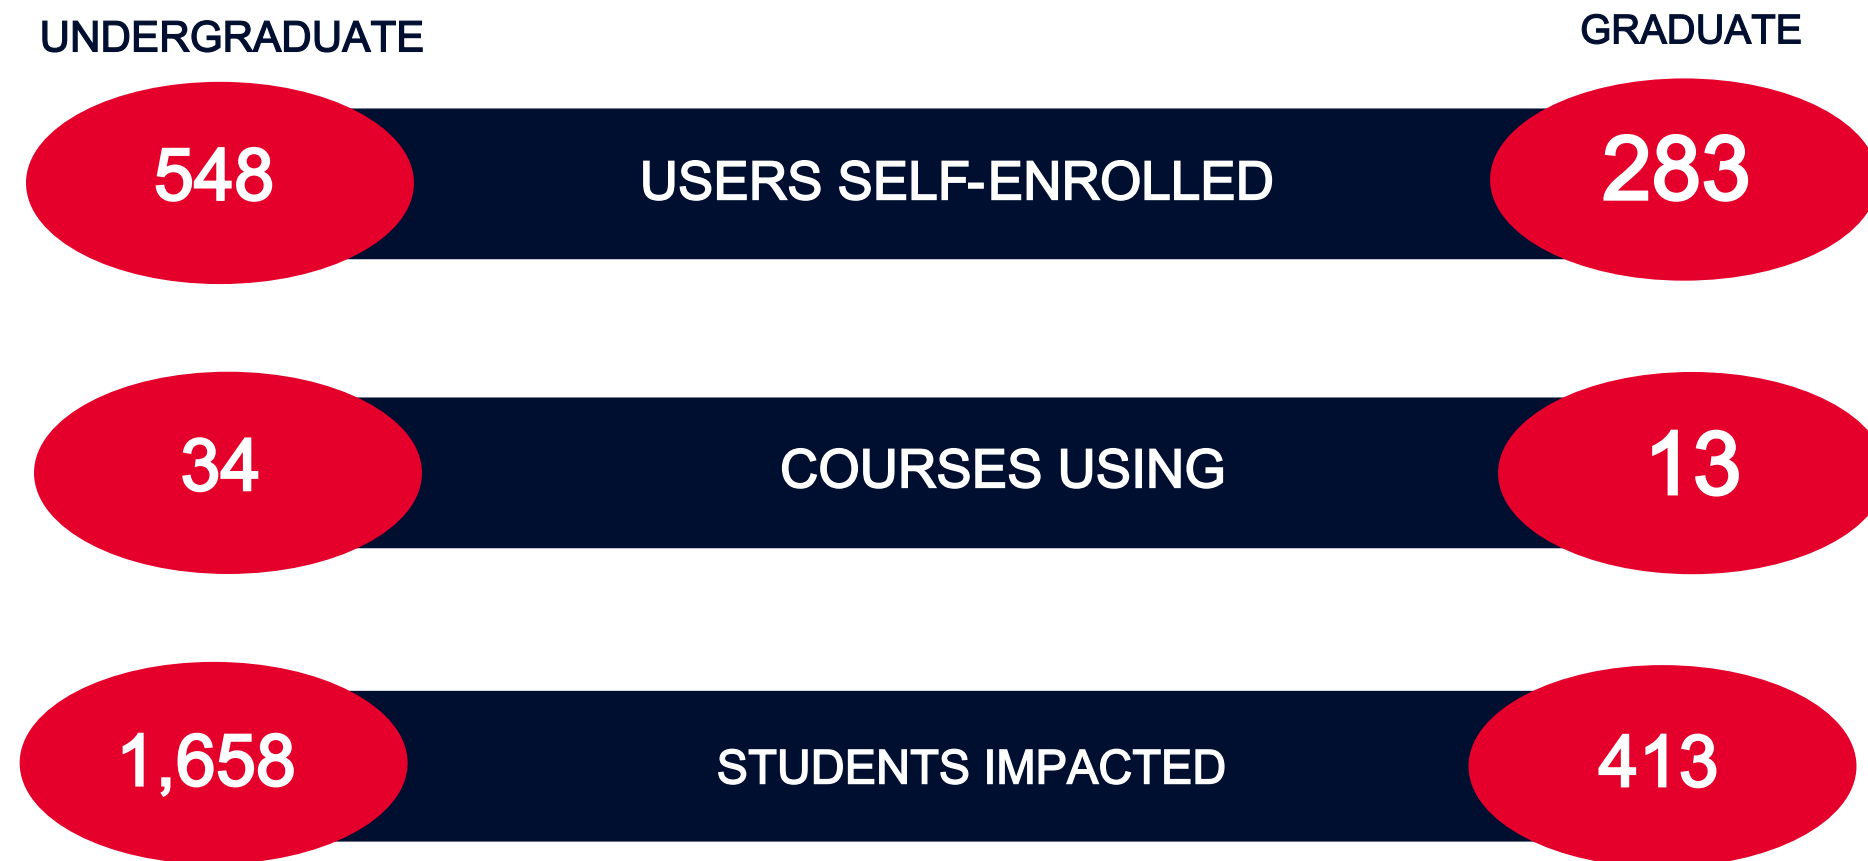 UNDERGRADUATE
GRADUATE
548
USERS SELF-ENROLLED
283
34
COURSES USING
13
1,658
STUDENTS IMPACTED
413